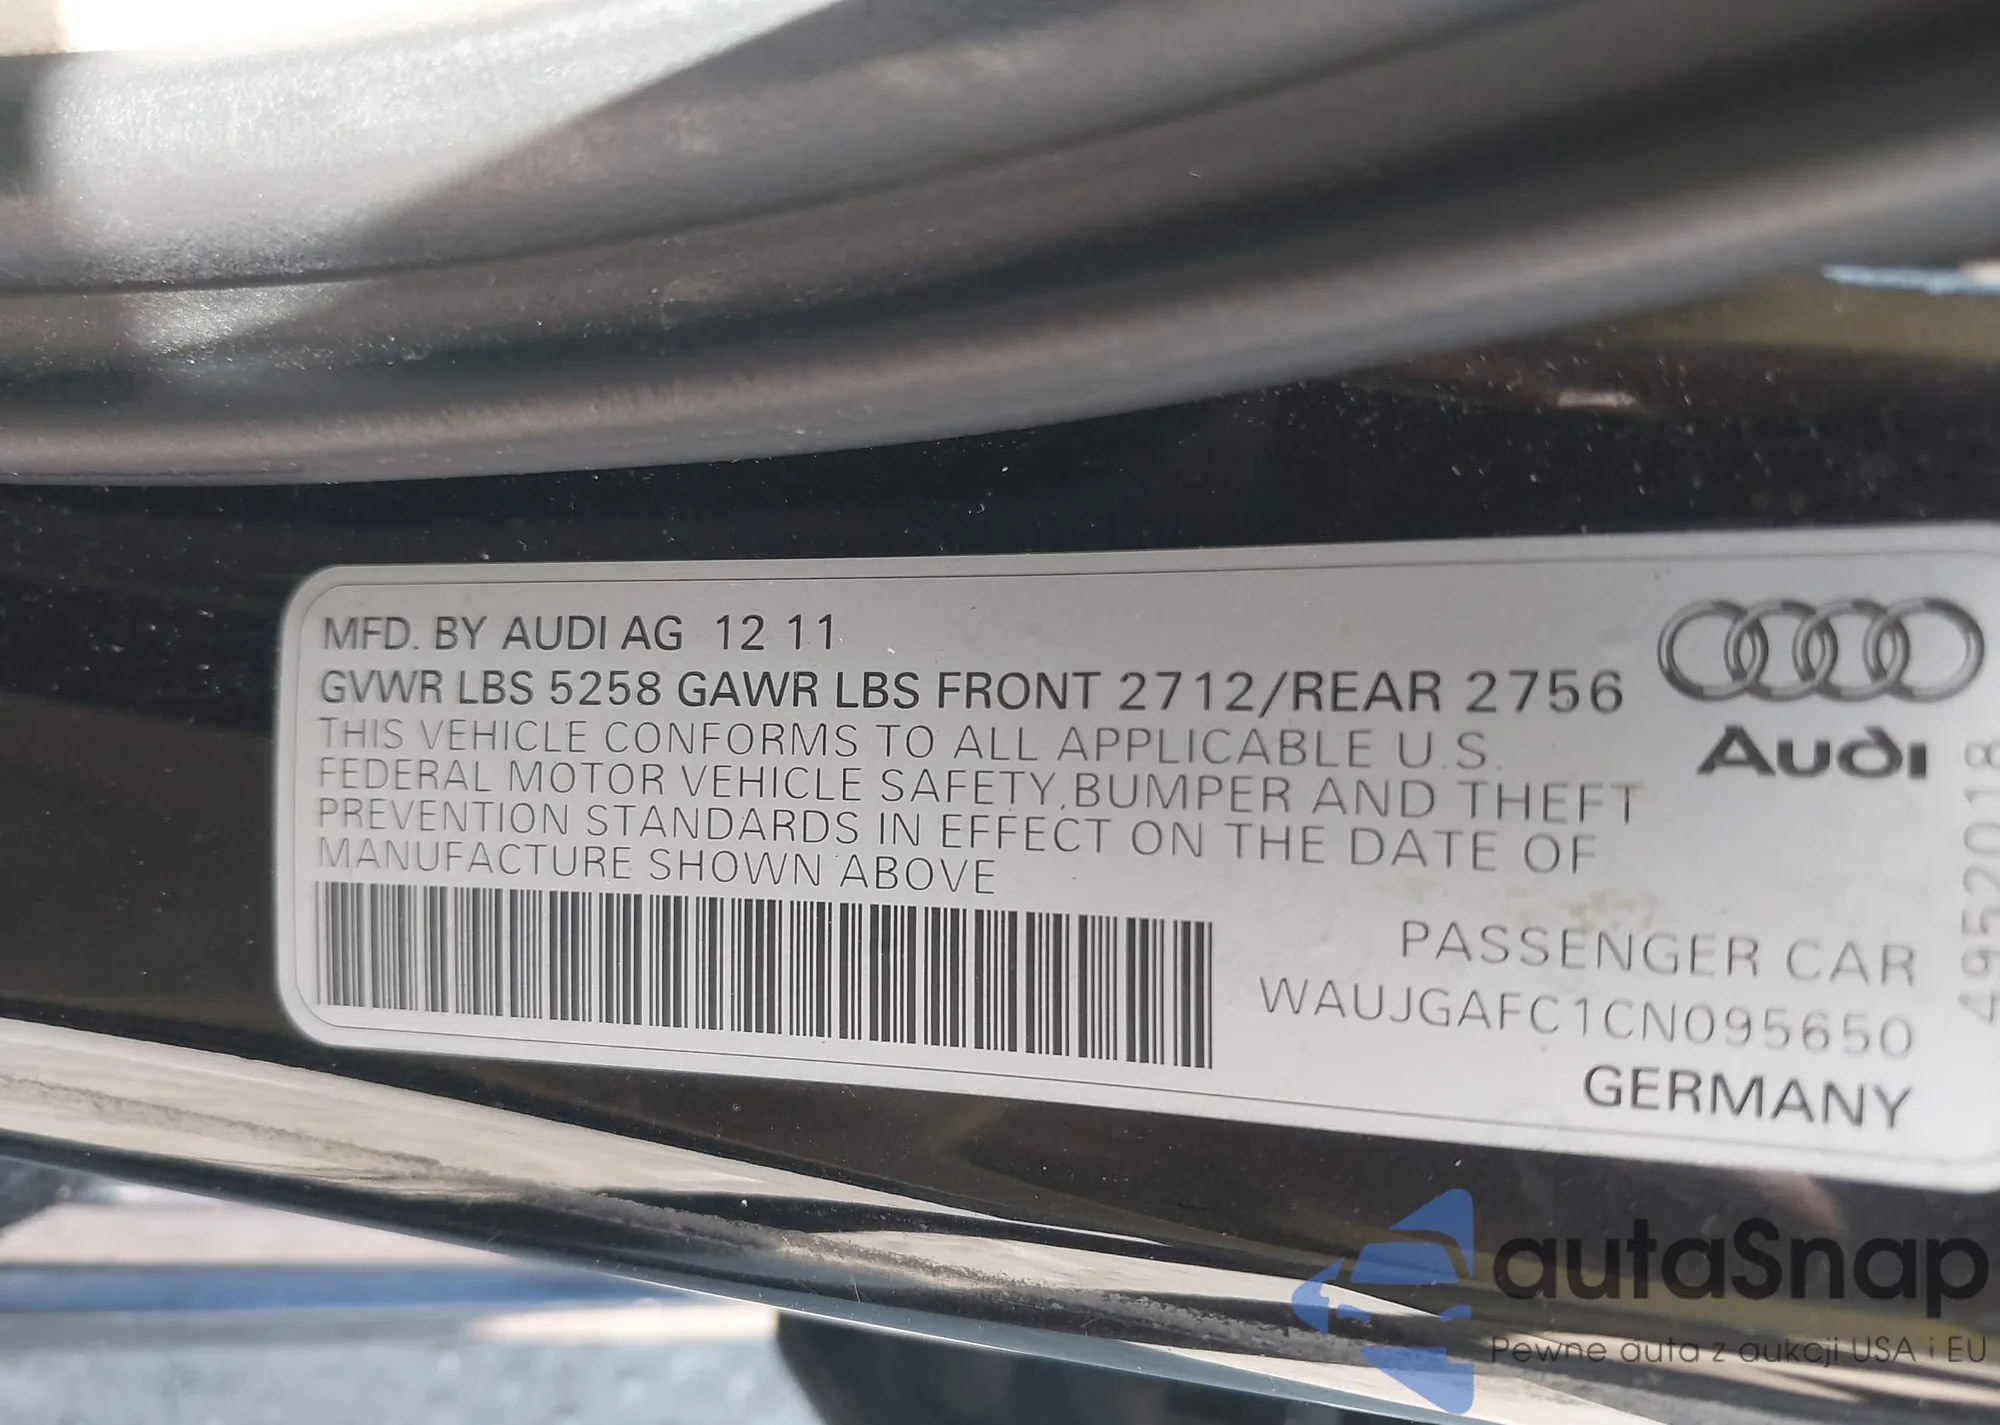 MFD. BY AUDI AG 12 11
GVWR LBS 5258 GAWR LBS FRONT 2712/REAR 2756
THIS VEHICLE CONFORMS TO ALL APPLICABLE U.S.
FEDERAL MOTOR VEHICLE SAFETY,BUMPER AND THEFT
PREVENTION STANDARDS IN EFFECT ON THE DATE OF
MANUFACTURE SHOWN ABOVE
Audi
PASSENGER CAR
WAUJGAFC1CN095650
GERMANY
4952018
autaSnap
Pewne auta z aukcji USA i EU